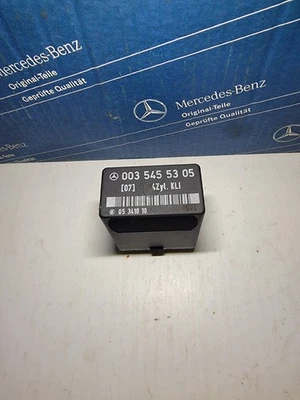 Mercedes-Benz
Original-Teile
Geprüfte Qualität
Mercedes-Benz
Original-Teile
Geprüfte Qualität
003 545 53 05
[07] 4Zyl. KLI
05 3410 10